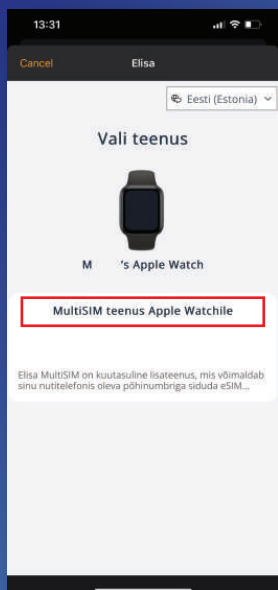 13:31
Cancel Elisa
Eesti (Estonia)
Vali teenus
M 's Apple Watch
MultiSIM teenus Apple Watchile
Elisa MultiSIM on kuutasuline lisateenus, mis võimaldab
sinu nutitelefonis oleva põhinumbriga siduda eSIM...